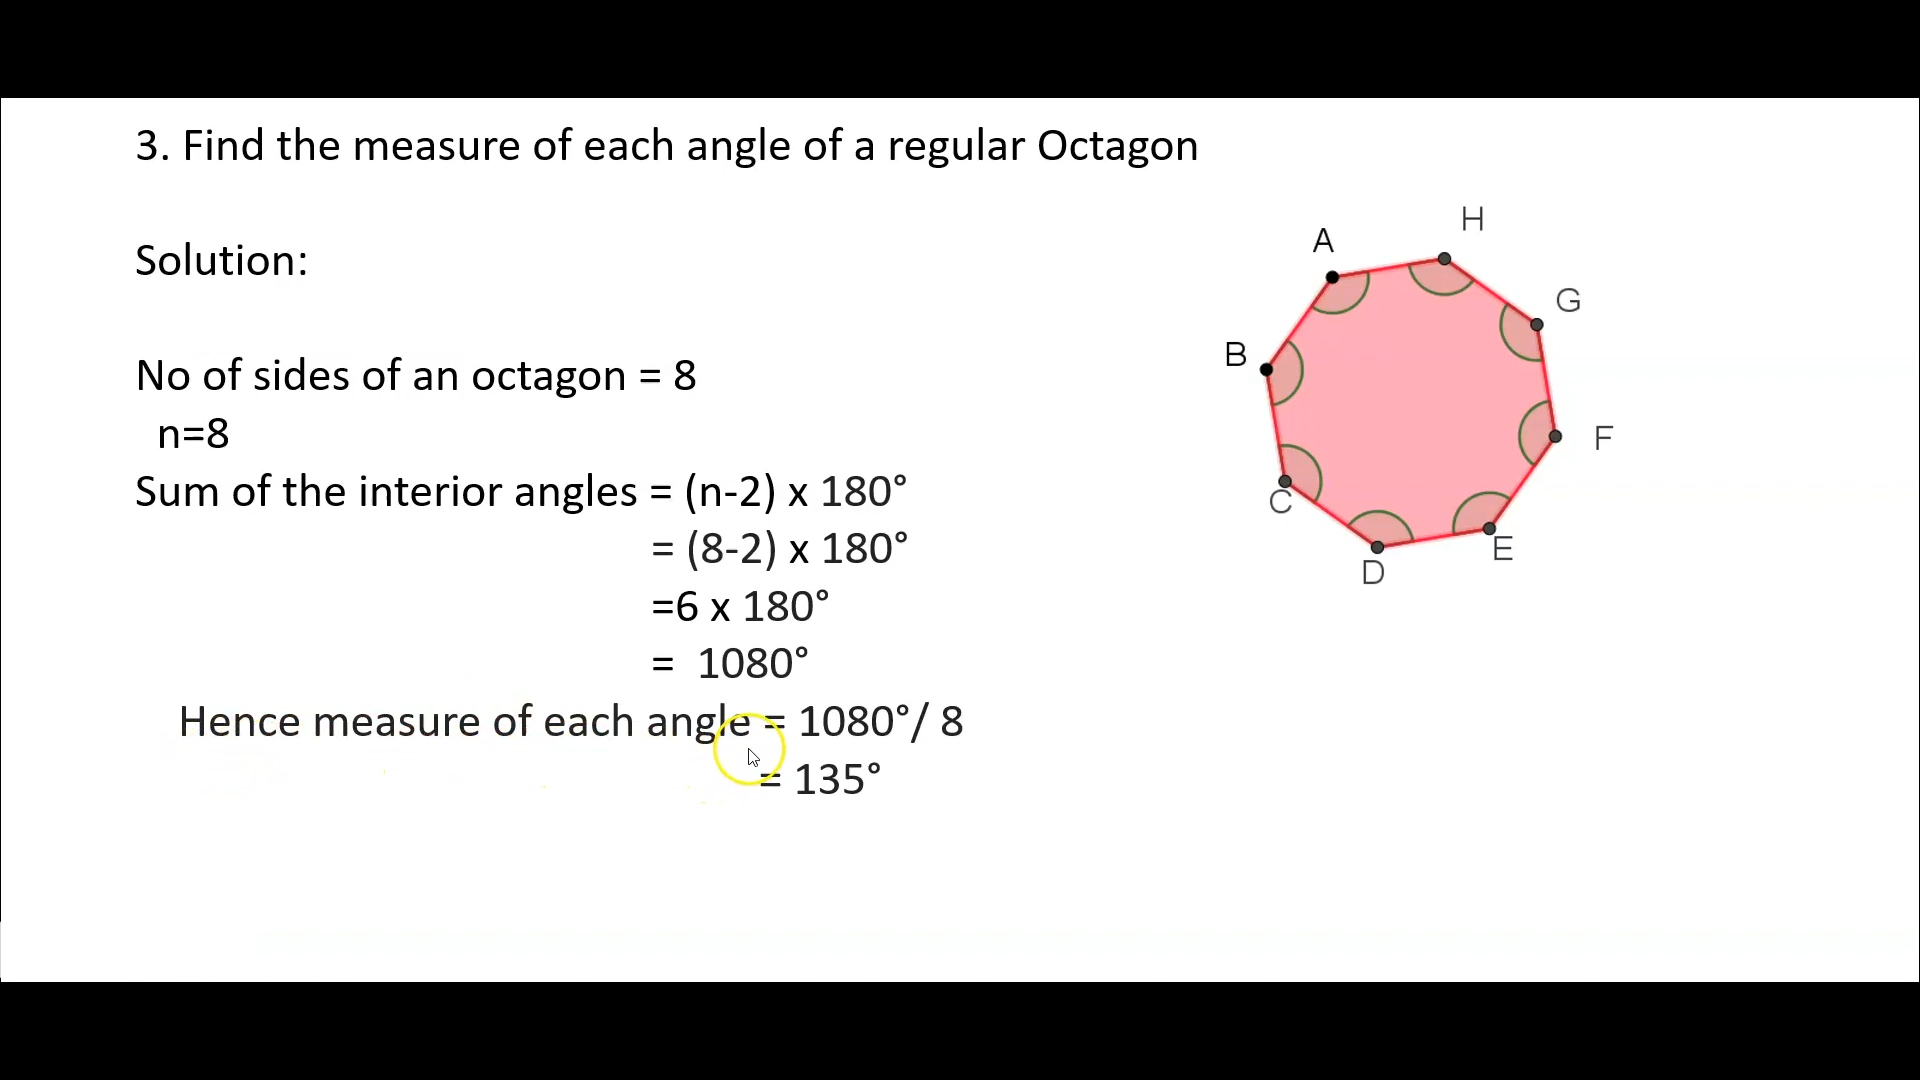 3. Find the measure of each angle of a regular Octagon
Solution:
No of sides of an octagon = 8
n=8
Sum of the interior angles = (n-2) x 180°
= (8-2) x 180°
=6 x 180°
= 1080°
Hence measure of each angle = 1080°/ 8
= 135°
H
A
G
B
F
C
E
D